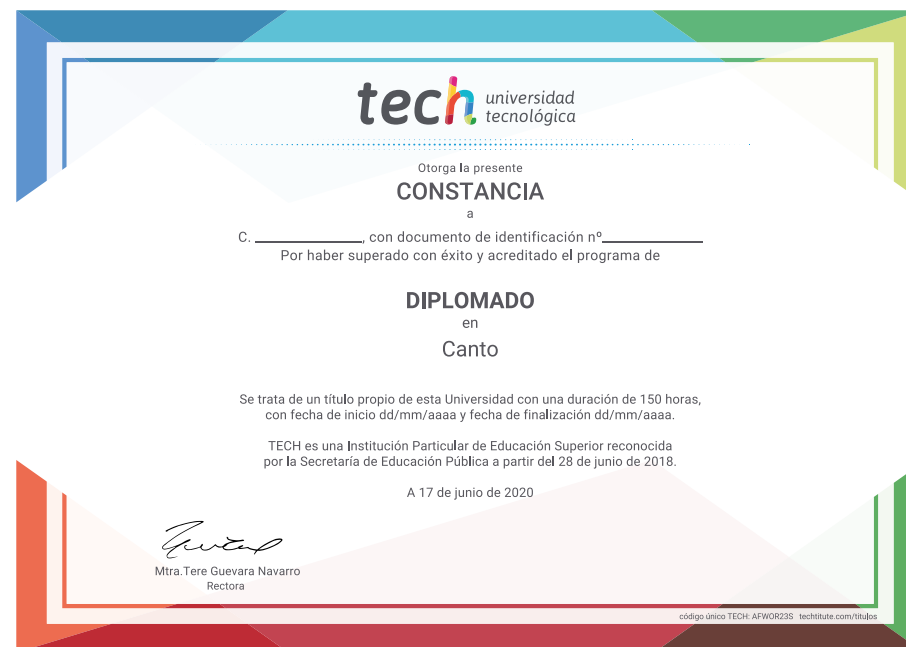 tech universidad
tecnológica
Otorga la presente
CONSTANCIA
a
C. ____________, con documento de identificación nº____________
Por haber superado con éxito y acreditado el programa de
DIPLOMADO
en
Canto
Se trata de un título propio de esta Universidad con una duración de 150 horas,
con fecha de inicio dd/mm/aaaa y fecha de finalización dd/mm/aaaa.
TECH es una Institución Particular de Educación Superior reconocida
por la Secretaría de Educación Pública a partir del 28 de junio de 2018.
A 17 de junio de 2020
Mtra.Tere Guevara Navarro
Rectora
código único TECH: AFWOR23S techtitute.com/titulos